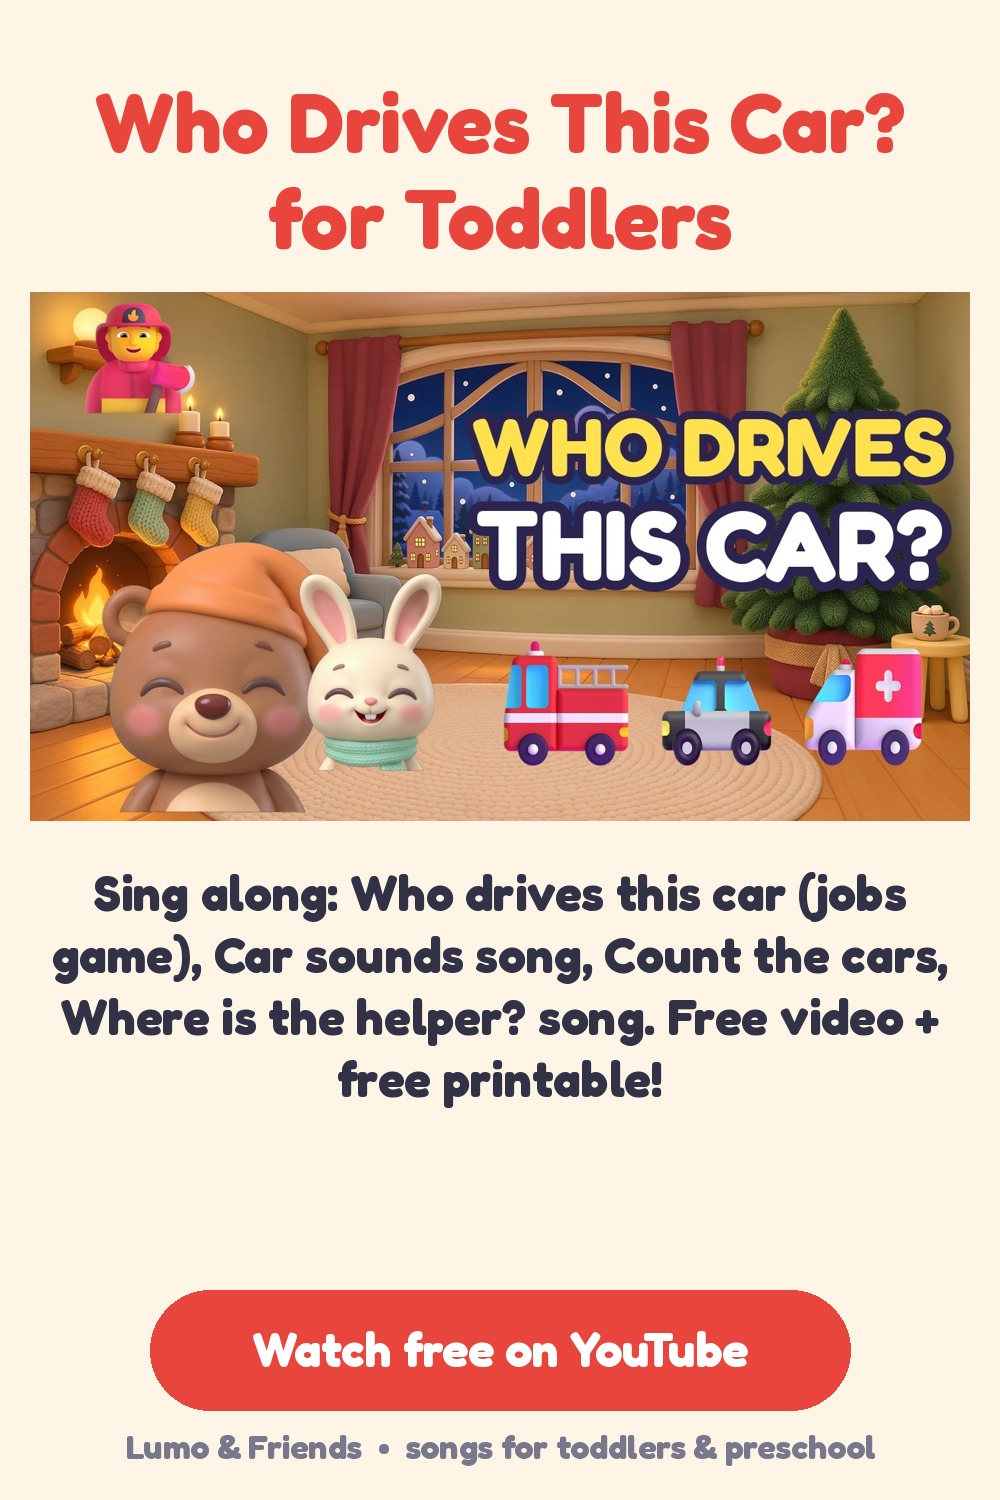 Who Drives This Car?
for Toddlers
WHO DRIVES
THIS CAR?
Sing along: Who drives this car (jobs
game), Car sounds song, Count the cars,
Where is the helper? song. Free video +
free printable!
Watch free on YouTube
Lumo & Friends • songs for toddlers & preschool